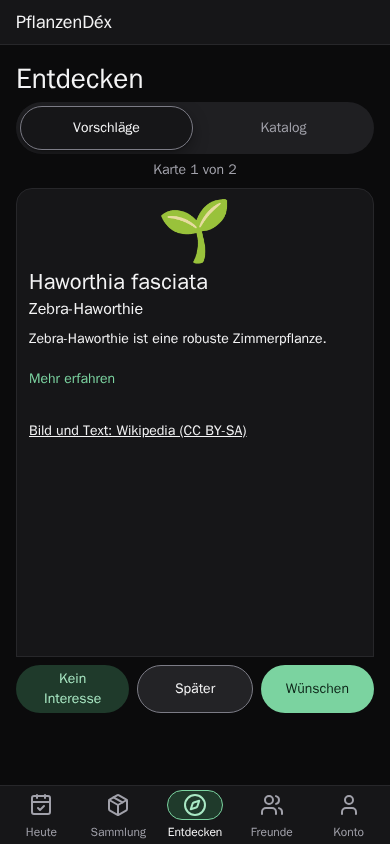 PflanzenDéx
Entdecken
Vorschläge
Katalog
Karte 1 von 2
Haworthia fasciata
Zebra-Haworthie
Zebra-Haworthie ist eine robuste Zimmerpflanze.
Mehr erfahren
Bild und Text: Wikipedia (CC BY-SA)
Kein
Interesse
Später
Wünschen
Heute
Sammlung
Entdecken
Freunde
Konto